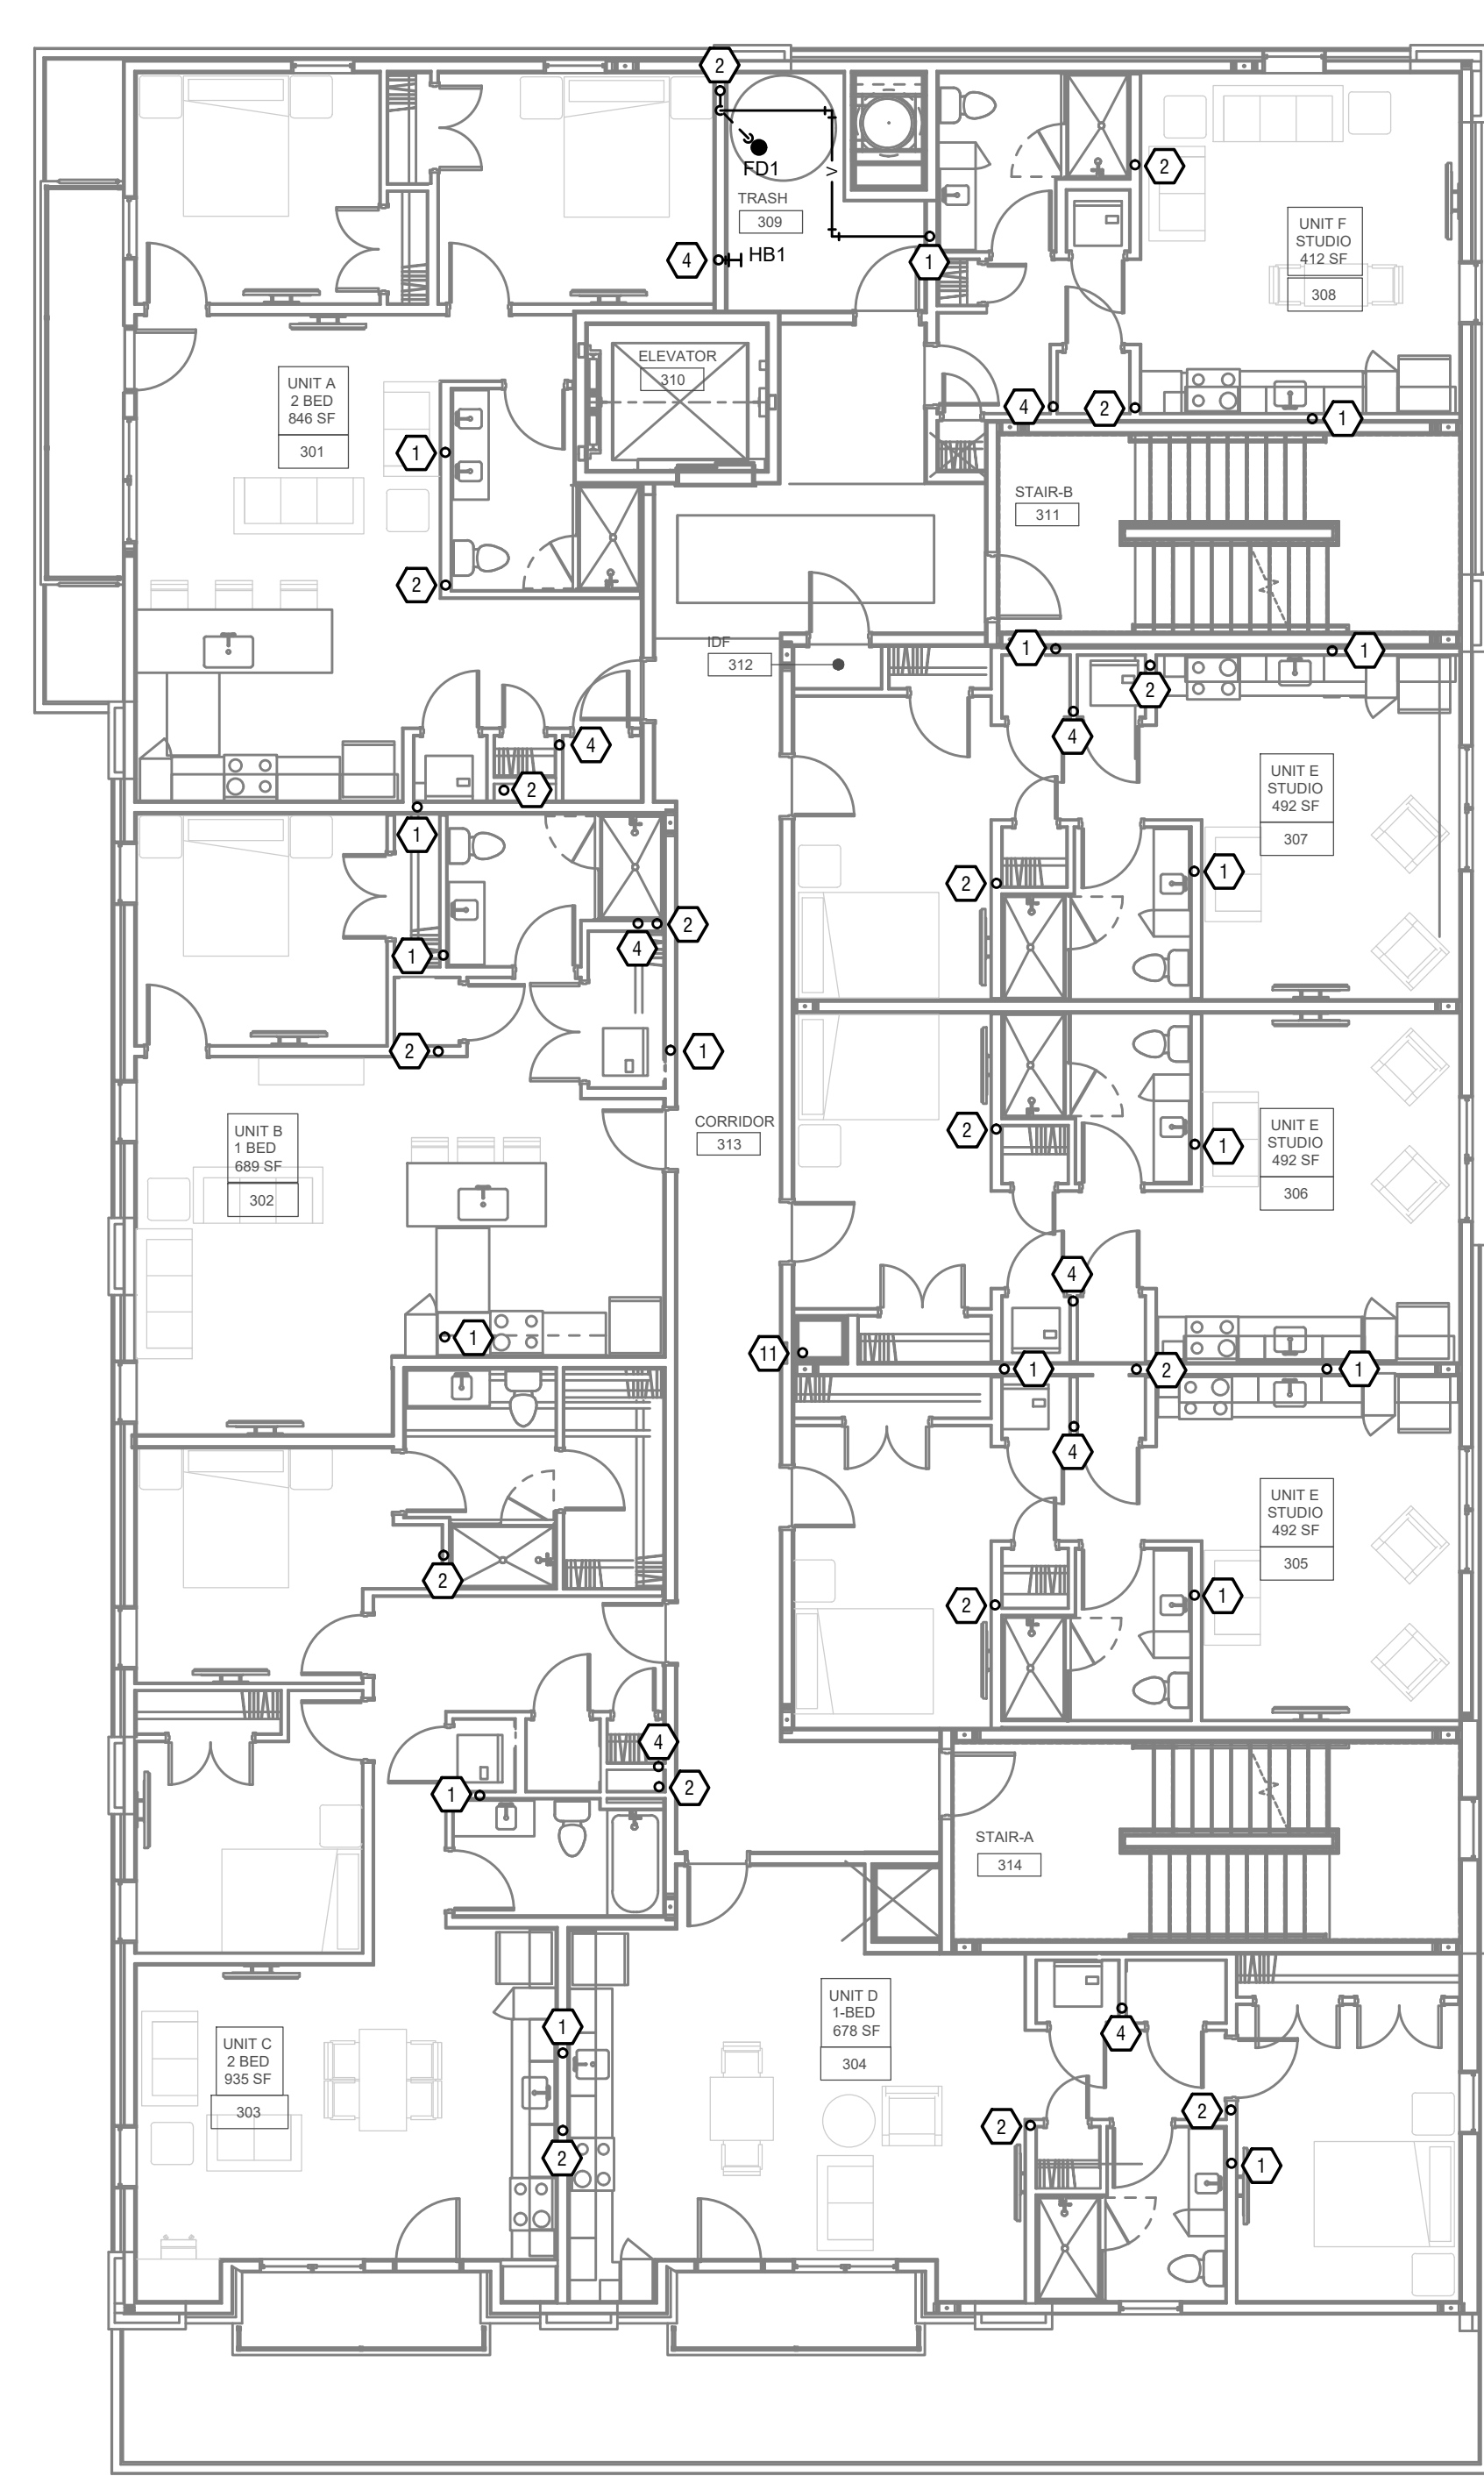 2
FD1
TRASH
309
2
4
HB1
1
UNIT F
STUDIO
412 SF
308
ELEVATOR
310
UNIT A
2 BED
846 SF
301
4
2
1
1
STAIR-B
311
2
IDF
312
1
1
2
4
4
2
UNIT E
STUDIO
492 SF
307
1
1
2
2
4
1
1
2
1
CORRIDOR
313
UNIT B
1 BED
689 SF
302
2
1
UNIT E
STUDIO
492 SF
306
4
1
11
1
2
1
4
UNIT E
STUDIO
492 SF
305
2
2
1
4
1
2
STAIR-A
314
UNIT D
1-BED
678 SF
304
1
4
UNIT C
2 BED
935 SF
303
2
2
2
1